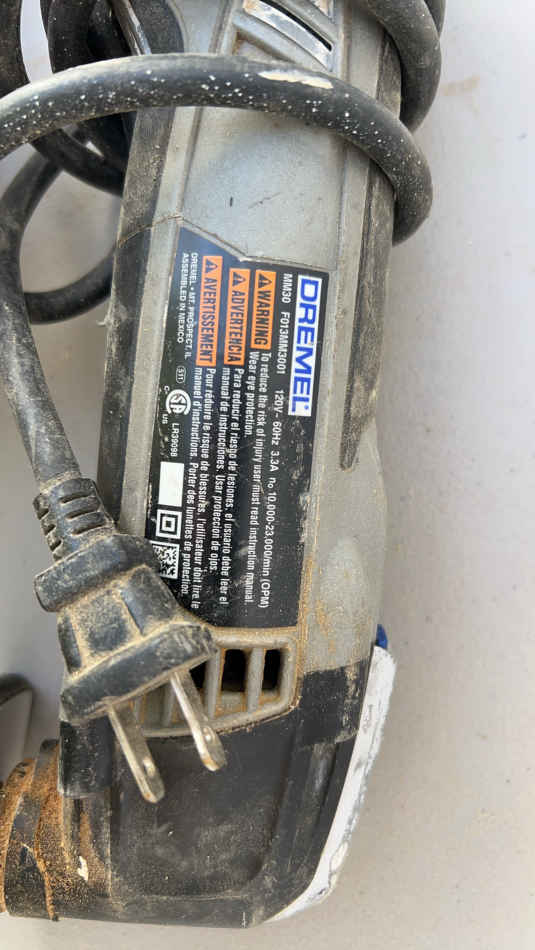 DREMEL
MM30 F013MM3001 120V~ 60Hz 3.3A no 10,000-23,000/min (OPM)
WARNING To reduce the risk of injury user must read instruction manual.
Wear eye protection.
ADVERTENCIA Para reducir el riesgo de lesiones, el usuario debe leer el
manual de instrucciones. Usar protección de ojos.
AVERTISSEMENT Pour réduire le risque de blessures, l'utilisateur doit lire le
manuel d'instructions. Porter des lunettes de protection.
DREMEL • MT. PROSPECT, IL
ASSEMBLED IN MEXICO
511
C US
LR39098